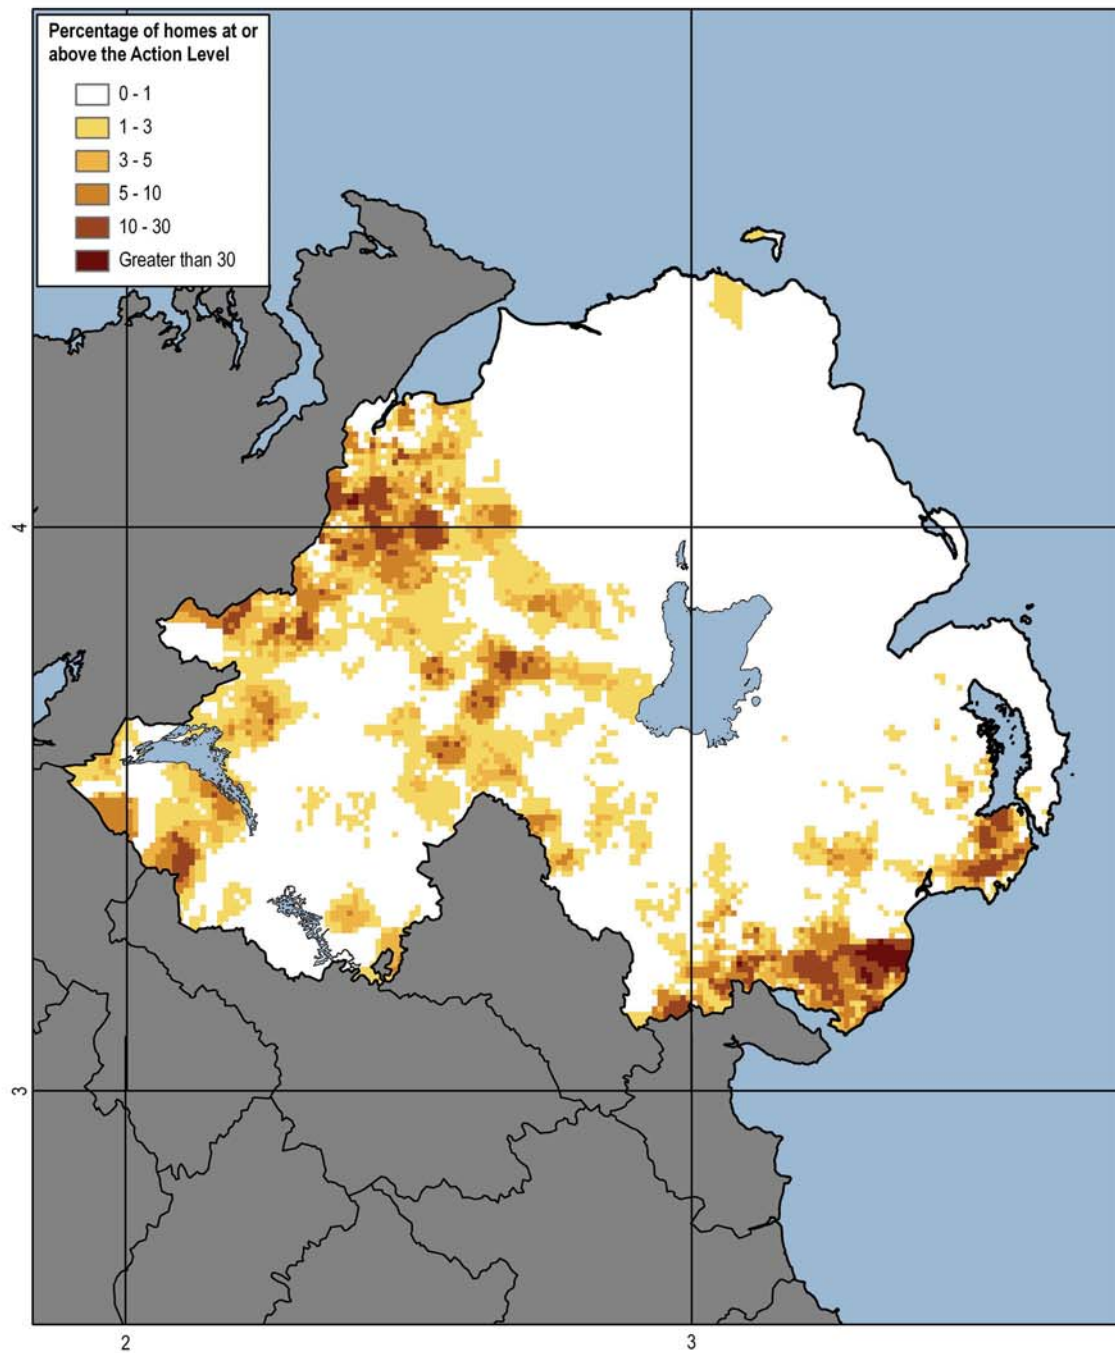 Percentage of homes at or
above the Action Level
0 - 1
1 - 3
3 - 5
5 - 10
10 - 30
Greater than 30
4
3
2
3